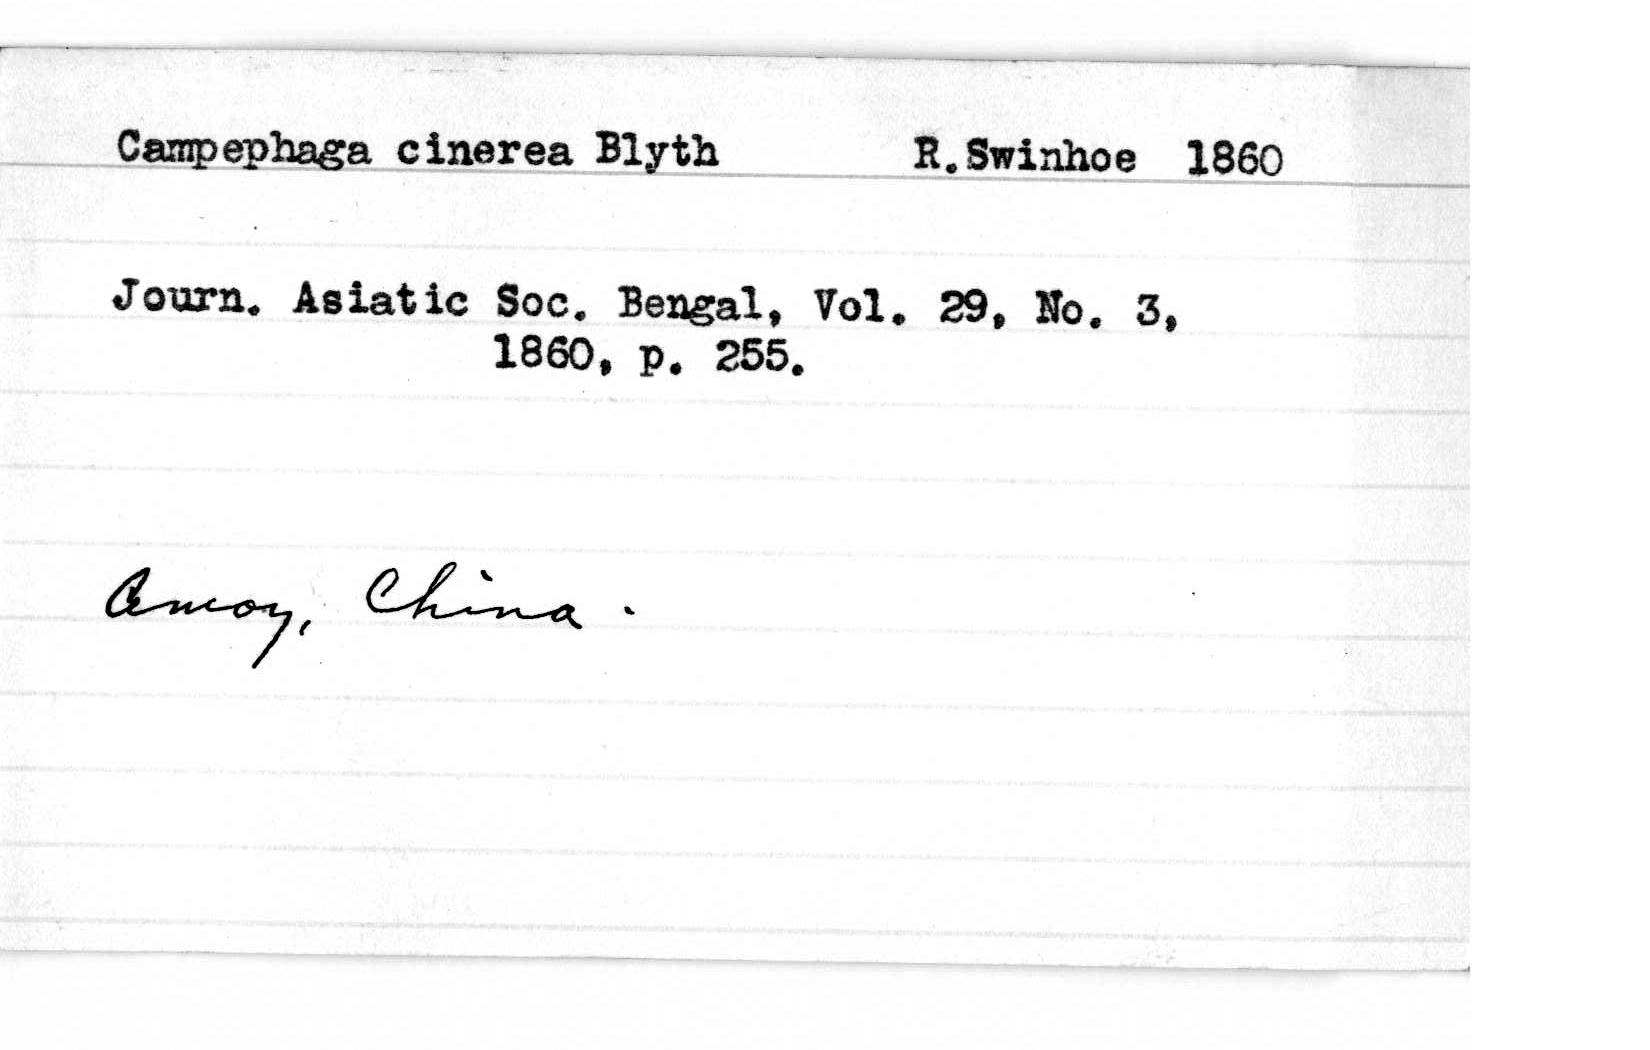 Campephaga cinerea Blyth R.Swinhoe 1860
Journ. Asiatic Soc. Bengal, Vol. 29, No. 3,
1860, p. 255.
Amoy, China.